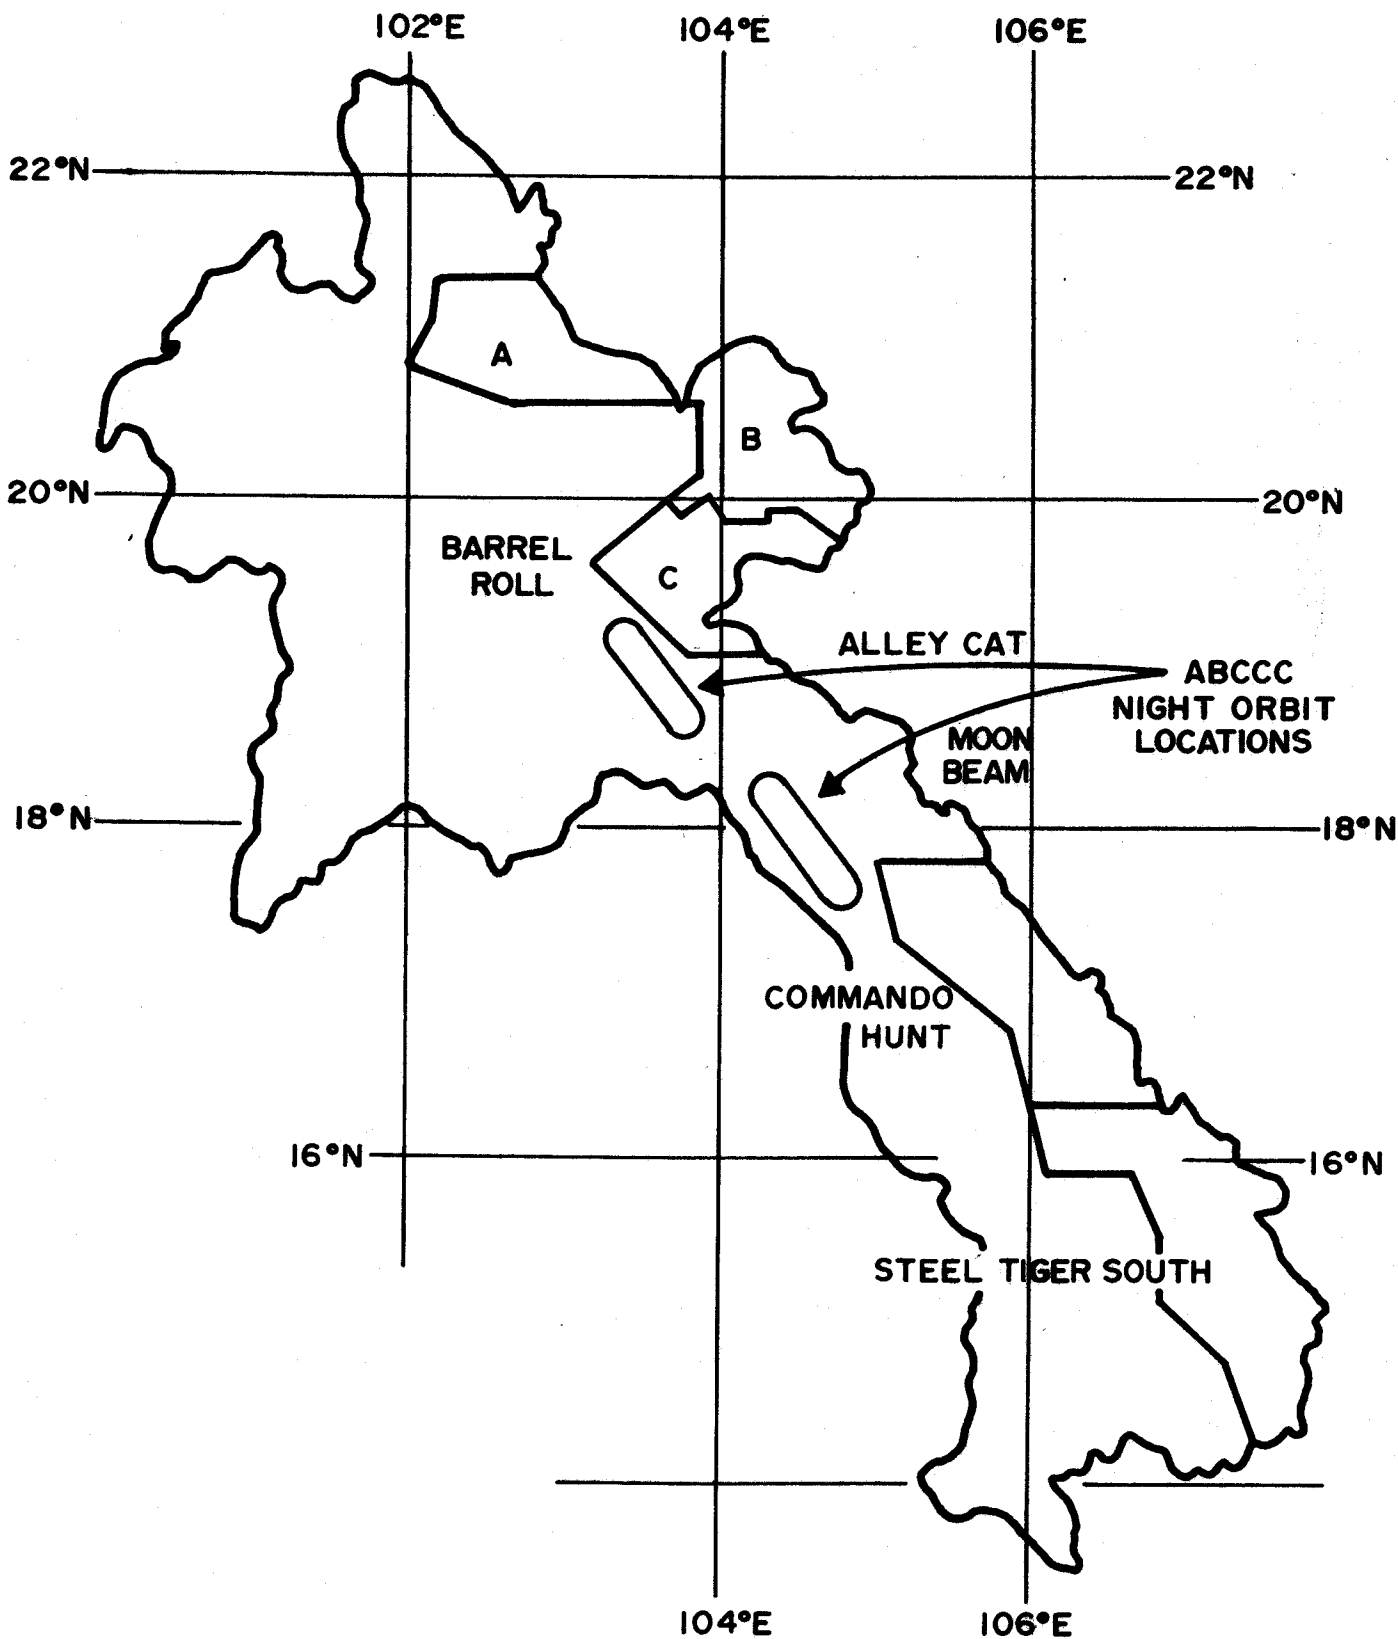 102°E
104°E
106°E
22°N
22°N
A
B
20°N
20°N
BARREL
ROLL
C
ALLEY CAT
ABCCC
NIGHT ORBIT
LOCATIONS
MOON
BEAM
18°N
18°N
COMMANDO
HUNT
16°N
16°N
STEEL TIGER SOUTH
104°E
106°E